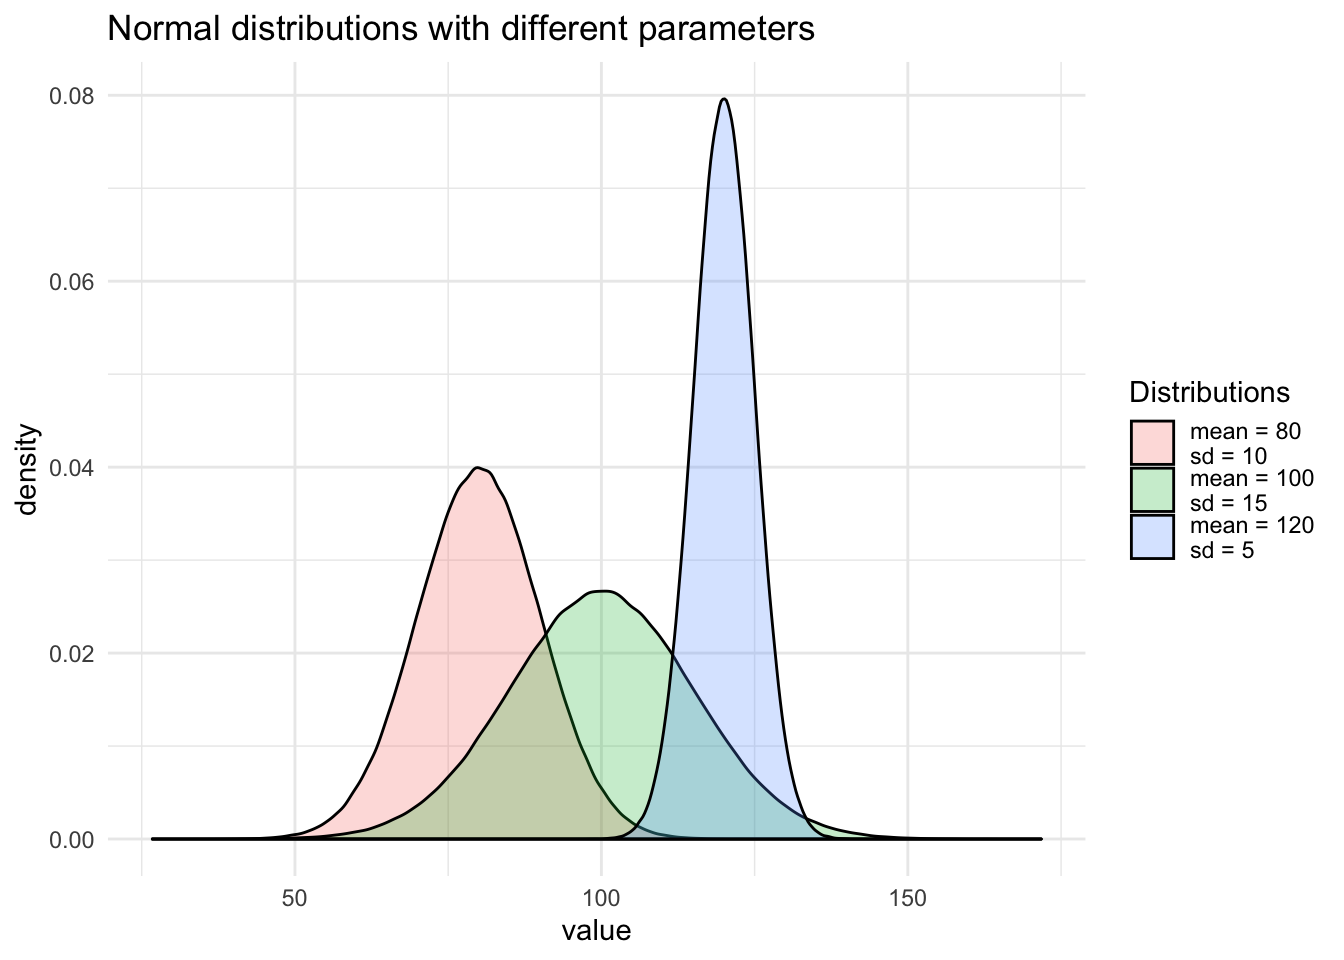 Normal distributions with different parameters
0.08
0.06
0.04
0.02
0.00
density
50
100
150
value
Distributions
mean = 80
sd = 10
mean = 100
sd = 15
mean = 120
sd = 5